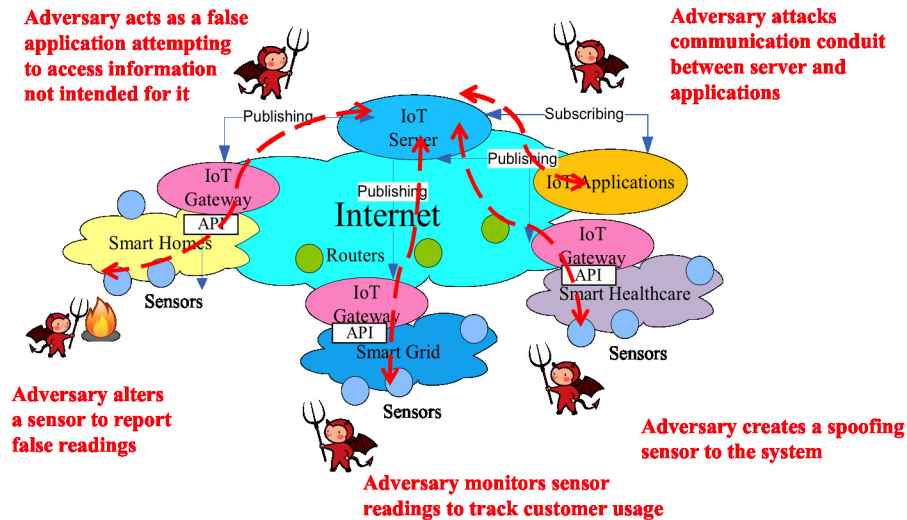 Adversary acts as a false
application attempting
to access information
not intended for it
Adversary attacks
communication conduit
between server and
applications
Publishing
IoT
Server
Subscribing
Publishing
IoT
Gateway
API
Publishing
IoT Applications
Internet
Smart Homes
Routers
IoT
Gateway
API
Sensors
IoT
Gateway
API
Smart Healthcare
Smart Grid
Sensors
Sensors
Adversary alters
a sensor to report
false readings
Adversary creates a spoofing
sensor to the system
Adversary monitors sensor
readings to track customer usage